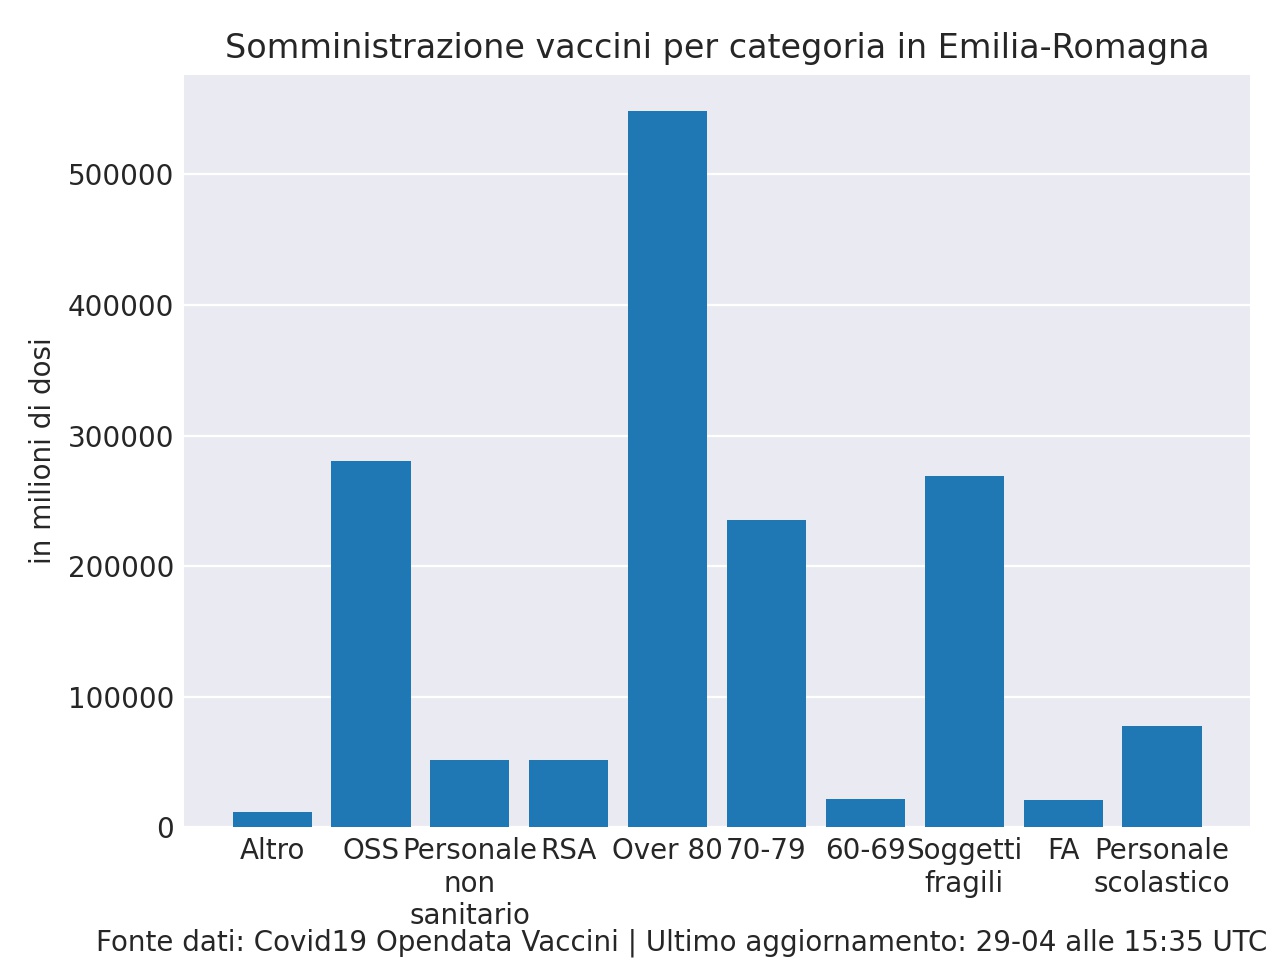 Somministrazione vaccini per categoria in Emilia-Romagna
in milioni di dosi
500000
400000
300000
200000
100000
0
Altro
OSS
Personale
non
sanitario
RSA
Over 80
70-79
60-69
Soggetti
fragili
FA
Personale
scolastico
Fonte dati: Covid19 Opendata Vaccini | Ultimo aggiornamento: 29-04 alle 15:35 UTC